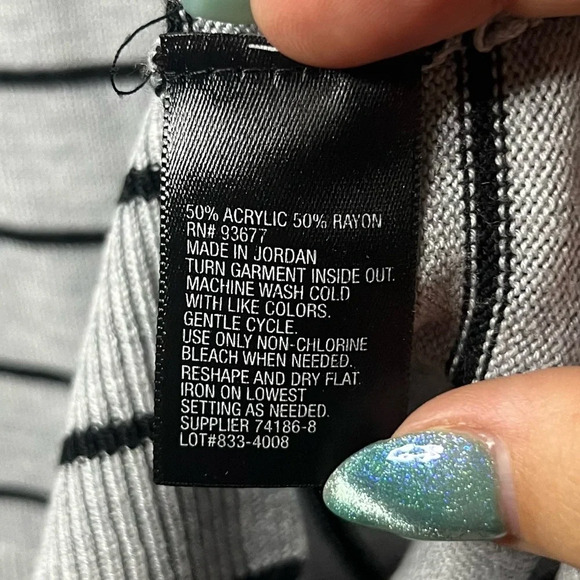 50% ACRYLIC 50% RAYON
RN# 93677
MADE IN JORDAN
TURN GARMENT INSIDE OUT.
MACHINE WASH COLD
WITH LIKE COLORS.
GENTLE CYCLE.
USE ONLY NON-CHLORINE
BLEACH WHEN NEEDED.
RESHAPE AND DRY FLAT.
IRON ON LOWEST
SETTING AS NEEDED.
SUPPLIER 74186-8
LOT#833-4008